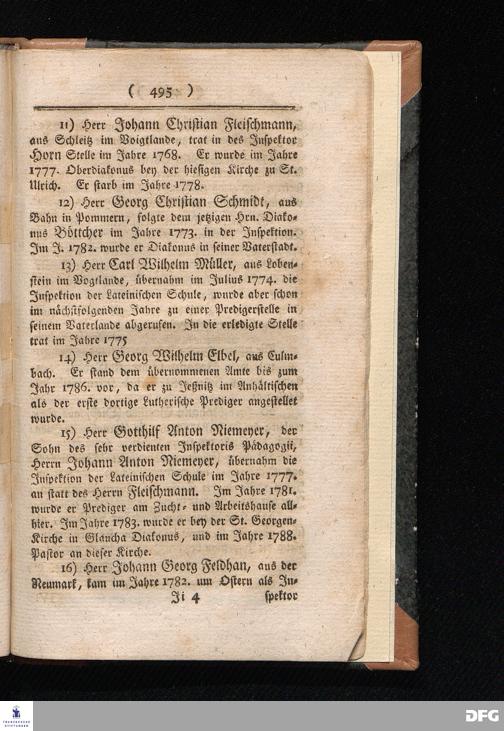 ( 495 )
11) Herr Johann Christian Fleischmann,
aus Schleitz im Voigtlande, trat in des Inspektor
Horn Stelle im Jahre 1768. Er wurde im Jahre
1777. Oberdiakonus bey der hiesigen Kirche zu St.
Ulrich. Er starb im Jahre 1778.
12) Herr Georg Christian Schmidt, aus
Bahn in Pommern, folgte dem jetzigen Hrn. Diako-
nus Böttcher im Jahre 1773. in der Inspektion.
Im J. 1782. wurde er Diakonus in seiner Vaterstadt.
13) Herr Carl Wilhelm Müller, aus Loben-
stein im Vogtlande, übernahm im Julius 1774. die
Inspektion der Lateinischen Schule, wurde aber schon
im nächstfolgenden Jahre zu einer Predigerstelle in
seinem Vaterlande abgerufen. In die erledigte Stelle
trat im Jahre 1775
14) Herr Georg Wilhelm Elbel, aus Culm-
bach. Er stand dem übernommenen Amte bis zum
Jahr 1786. vor, da er zu Jeßnitz im Anhältischen
als der erste dortige Lutherische Prediger angestellet
wurde.
15) Herr Gotthilf Anton Niemeyer, der
Sohn des sehr verdienten Inspektoris Pädagogii,
Herrn Johann Anton Niemeyer, übernahm die
Inspektion der Lateinischen Schule im Jahre 1777.
an statt des Herrn Fleischmann. Im Jahre 1781.
wurde er Prediger am Zucht- und Arbeitshause all-
hier. Im Jahre 1783. wurde er bey der St. Georgen-
Kirche in Glaucha Diakonus, und im Jahre 1788.
Pastor an dieser Kirche.
16) Herr Johann Georg Feldhan, aus der
Neumark, kam im Jahre 1782. um Ostern als In-
Ji 4 spektor
FRANCKESCHE
STIFTUNGEN
DFG